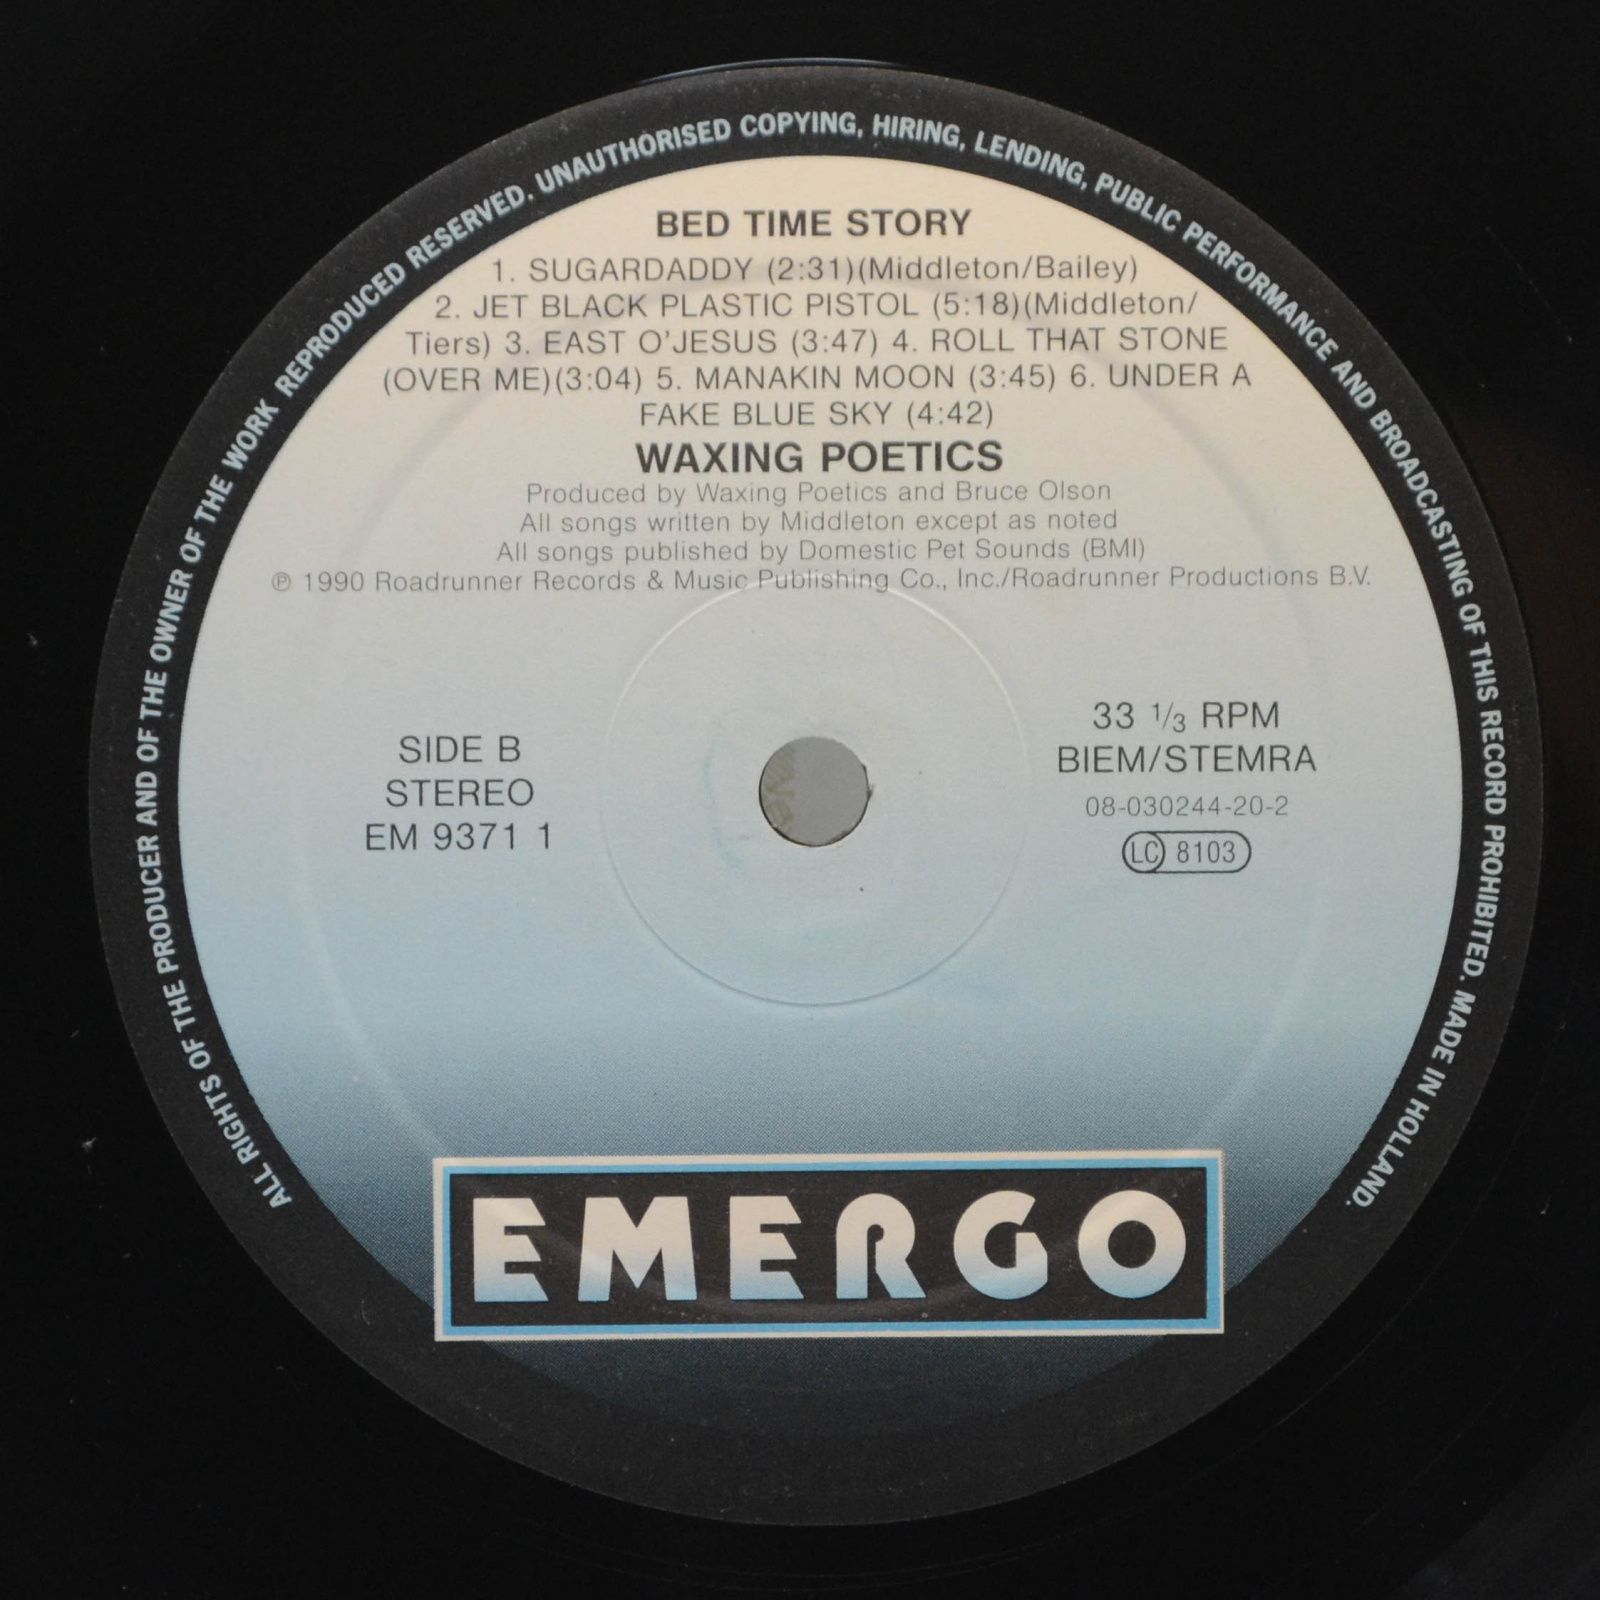 BED TIME STORY
1. SUGARDADDY (2:31)(Middleton/Bailey)
2. JET BLACK PLASTIC PISTOL (5:18)(Middleton/
Tiers) 3. EAST O'JESUS (3:47) 4. ROLL THAT STONE
(OVER ME)(3:04) 5. MANAKIN MOON (3:45) 6. UNDER A
FAKE BLUE SKY (4:42)
WAXING POETICS
Produced by Waxing Poetics and Bruce Olson
All songs written by Middleton except as noted
All songs published by Domestic Pet Sounds (BMI)
℗ 1990 Roadrunner Records & Music Publishing Co., Inc./Roadrunner Productions B.V.
SIDE B
STEREO
EM 9371 1
33 1/3 RPM
BIEM/STEMRA
08-030244-20-2
LC 8103
EMERGO
ALL RIGHTS OF THE PRODUCER AND OF THE OWNER OF THE WORK REPRODUCED RESERVED. UNAUTHORISED COPYING, HIRING, LENDING, PUBLIC PERFORMANCE AND BROADCASTING OF THIS RECORD PROHIBITED. MADE IN HOLLAND.